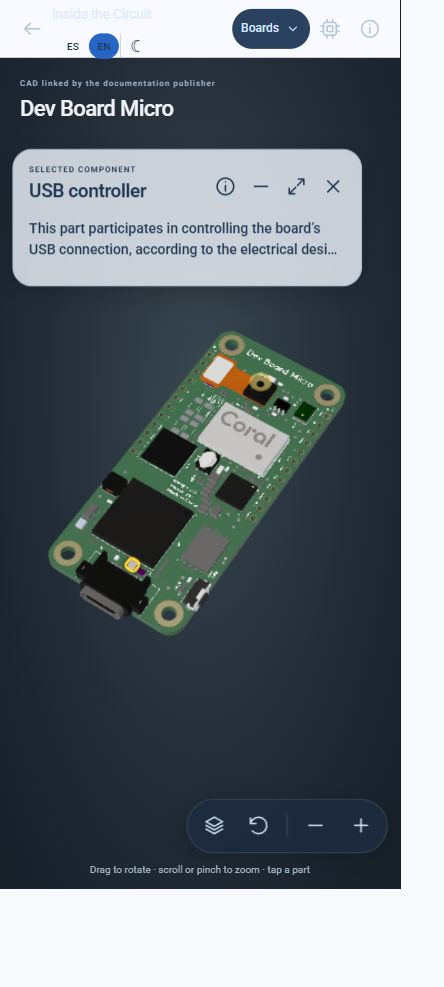 Inside the Circuit
ES EN
Boards
CAD linked by the documentation publisher
Dev Board Micro
SELECTED COMPONENT
USB controller
This part participates in controlling the board's
USB connection, according to the electrical desi…
Dev Board Micro
Coral
Drag to rotate · scroll or pinch to zoom · tap a part